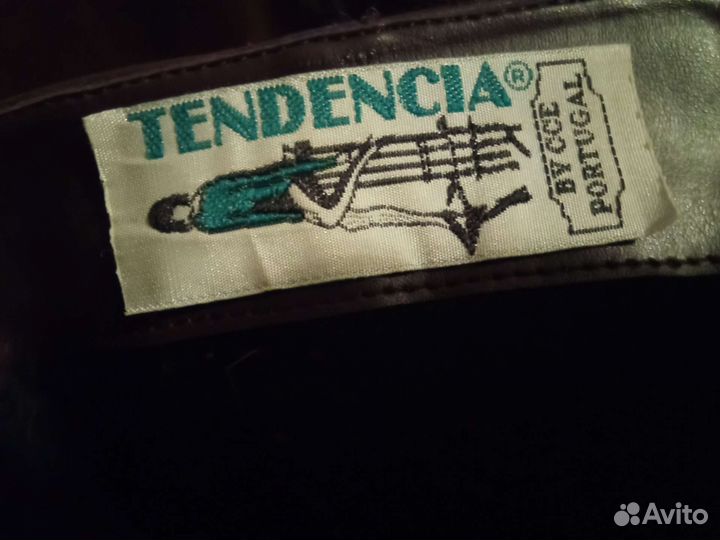 TENDENCIA®
BY CCE
PORTUGAL
Avito